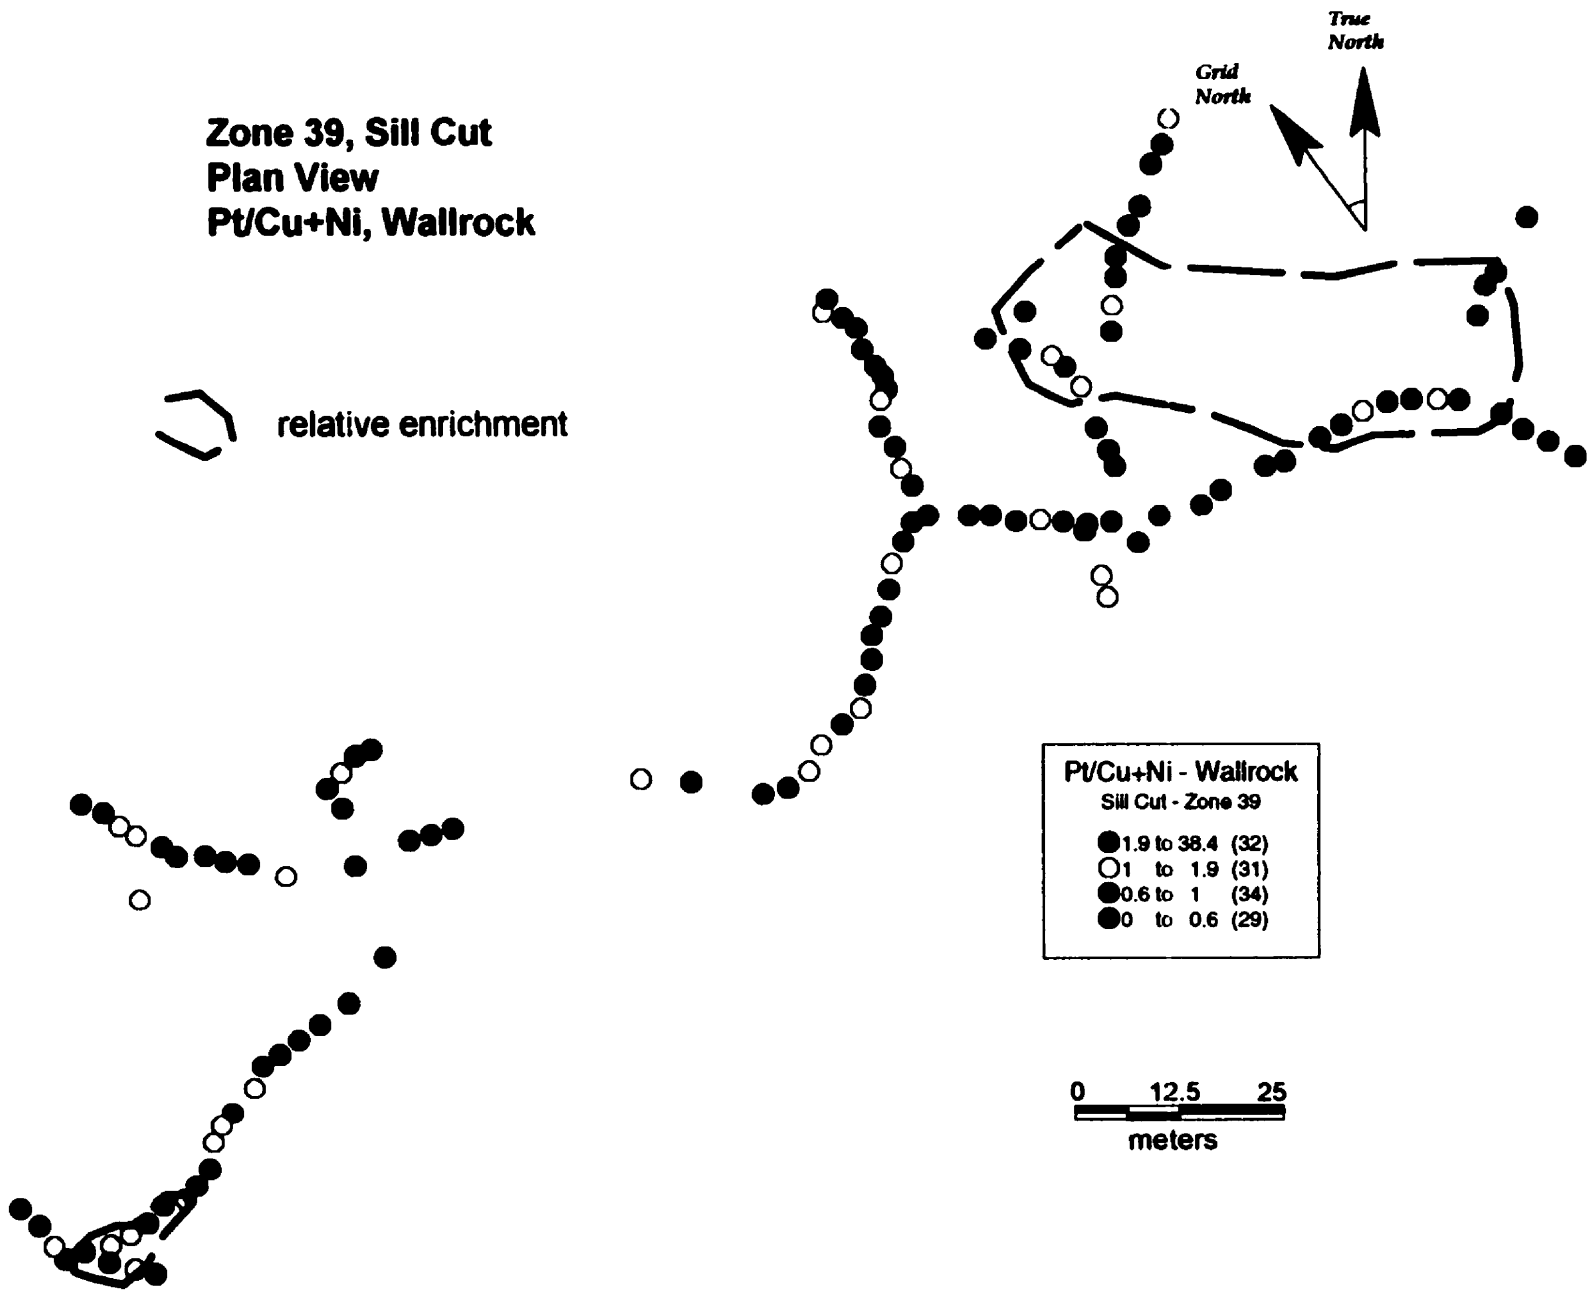 True
North
Grid
North
Zone 39, Sill Cut
Plan View
Pt/Cu+Ni, Wallrock
relative enrichment
Pt/Cu+Ni - Wallrock
Sill Cut - Zone 39
1.9 to 38.4 (32)
1 to 1.9 (31)
0.6 to 1 (34)
0 to 0.6 (29)
0 12.5 25
meters